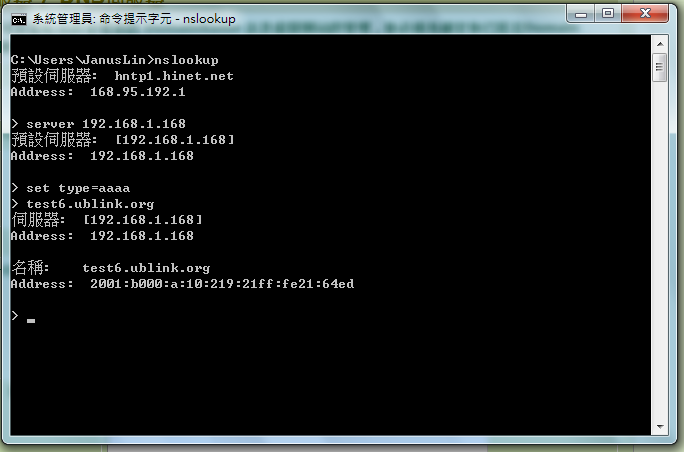 系統管理員: 命令提示字元 - nslookup
C:\Users\JanusLin>nslookup
預設伺服器:  hntp1.hinet.net
Address:  168.95.192.1
> server 192.168.1.168
預設伺服器:  [192.168.1.168]
Address:  192.168.1.168
> set type=aaaa
> test6.ublink.org
伺服器:  [192.168.1.168]
Address:  192.168.1.168
名稱:    test6.ublink.org
Address:  2001:b000:a:10:219:21ff:fe21:64ed
>